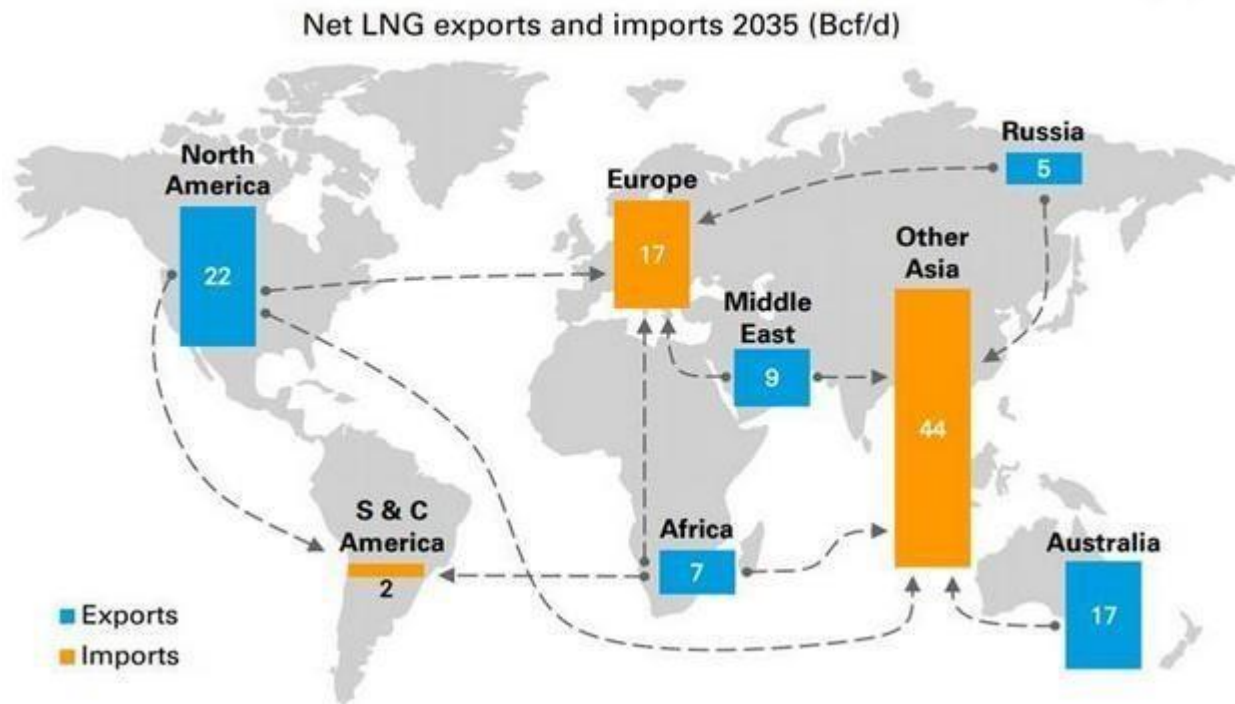 Net LNG exports and imports 2035 (Bcf/d)
North
America
22
Europe
17
Russia
5
Other
Asia
44
Middle
East
9
S & C
America
2
Africa
7
Australia
17
Exports
Imports